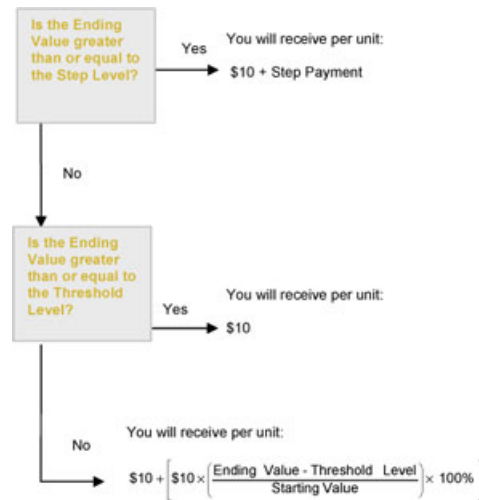 Is the Ending
Value greater
than or equal to
the Step Level?
Yes
You will receive per unit:
$10 + Step Payment
No
Is the Ending
Value greater
than or equal to
the Threshold
Level?
Yes
You will receive per unit:
$10
No
You will receive per unit:
$10 + [$10 × (Ending Value - Threshold Level / Starting Value) × 100%